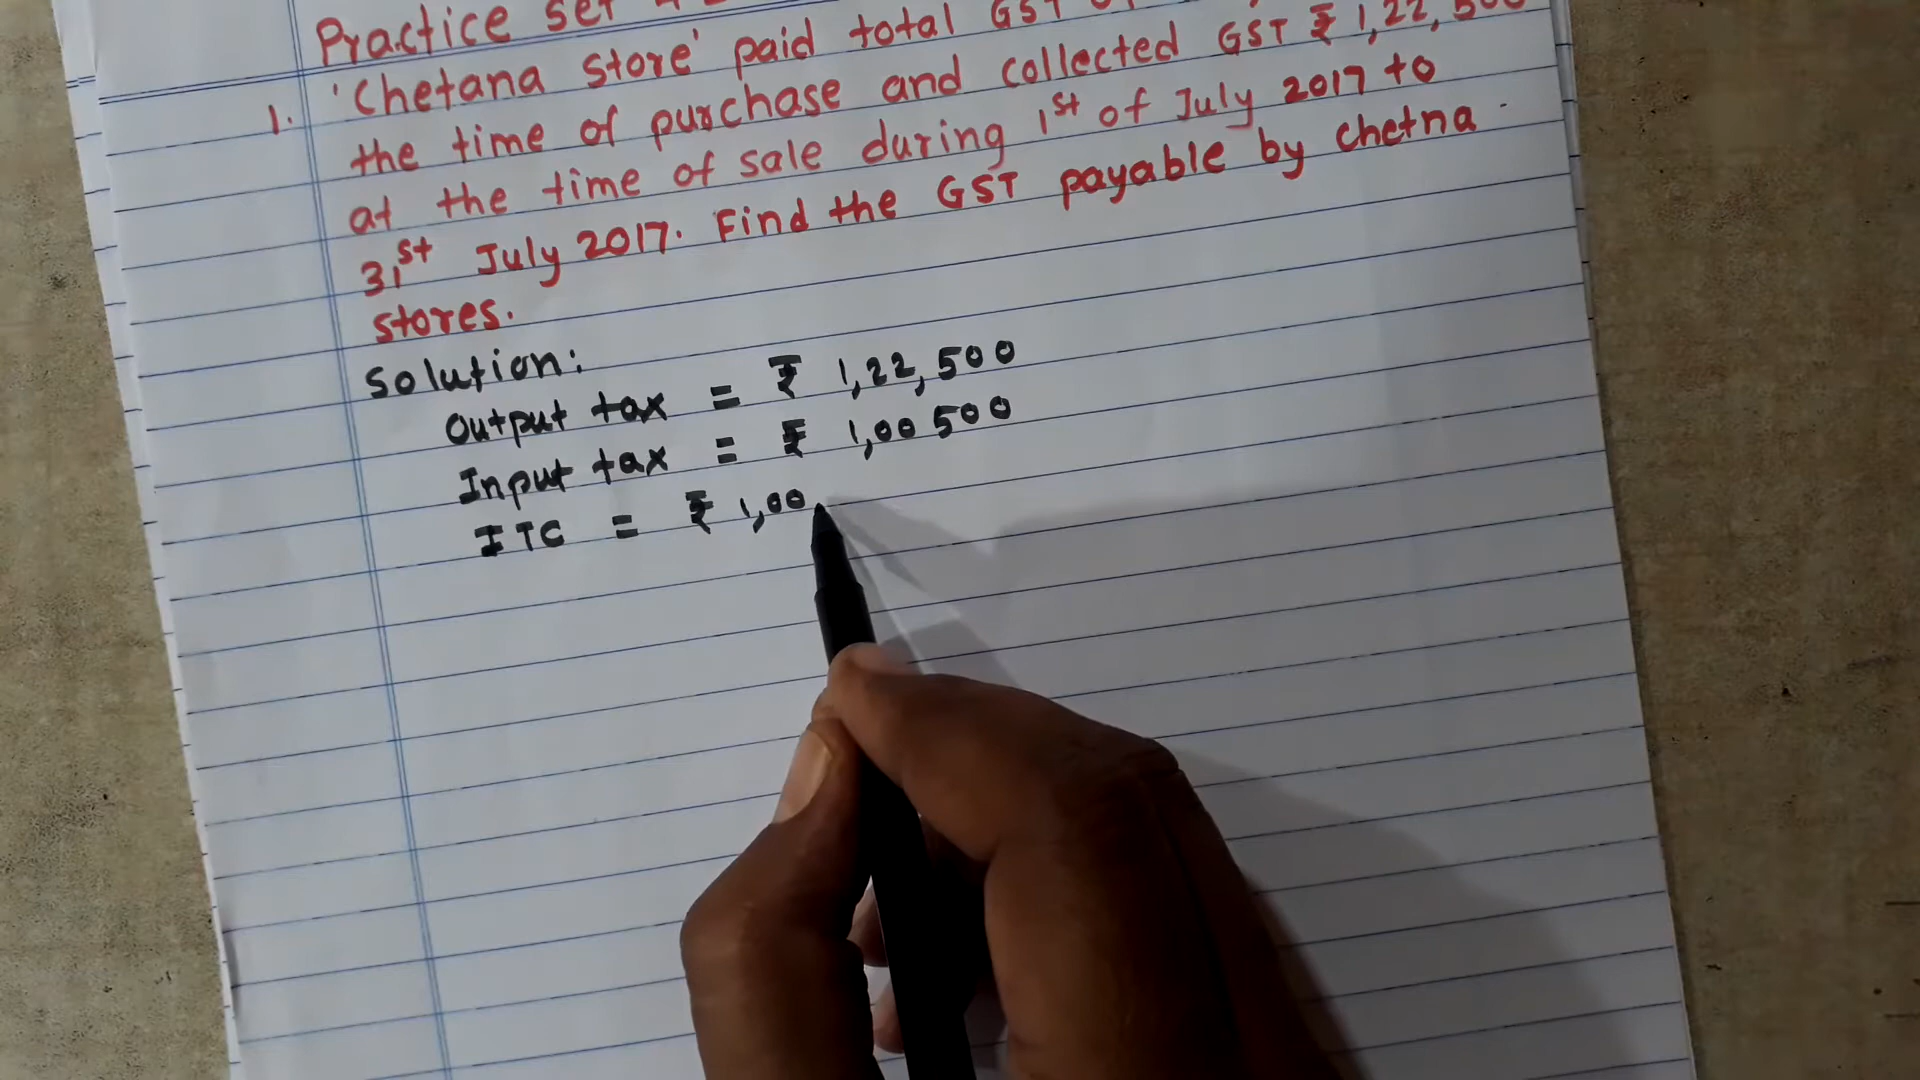 Practice set
'Chetana Store' paid total GST
1. the time of purchase and collected GST ₹ 1,22,500
at the time of sale during 1st of July 2017 to
31st July 2017. Find the GST payable by chetna
stores.
Solution:
Output tax = ₹ 1,22,500
Input tax = ₹ 1,00 500
ITC = ₹ 1,00